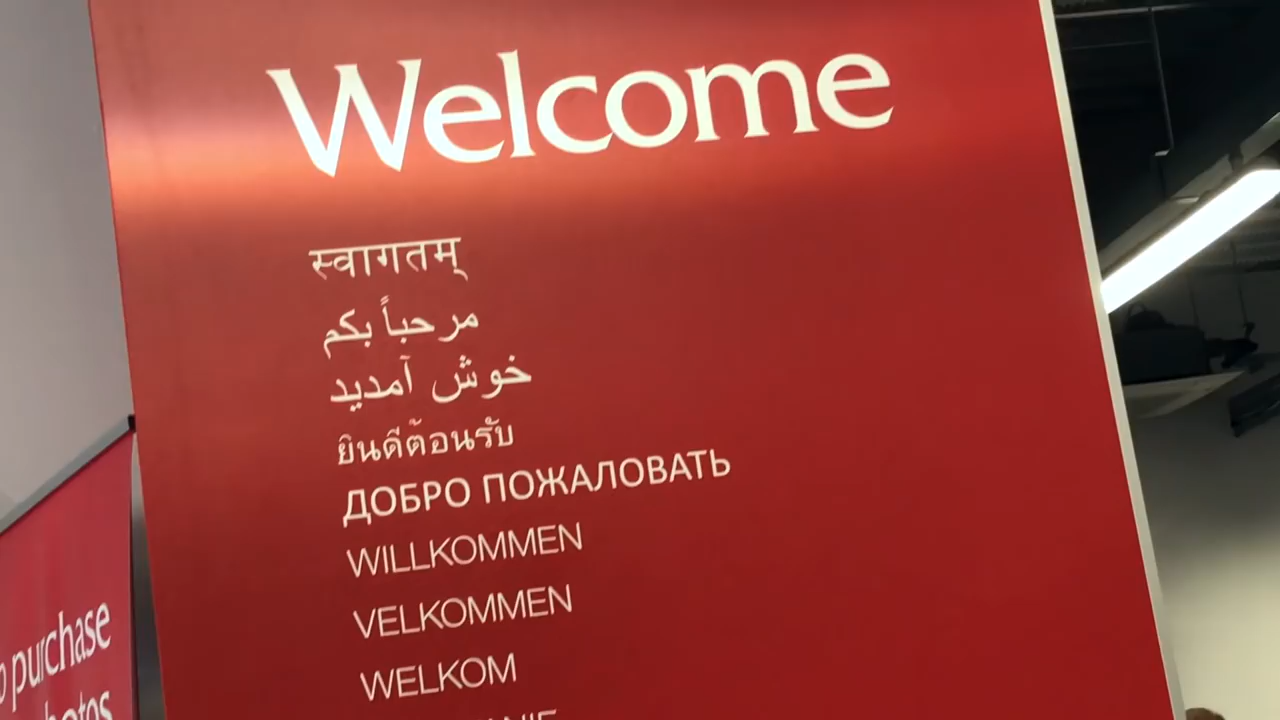 Welcome
स्वागतम्
مرحباً بكم
خوش آمدید
ยินดีต้อนรับ
ДОБРО ПОЖАЛОВАТЬ
WILLKOMMEN
VELKOMMEN
WELKOM
purchase